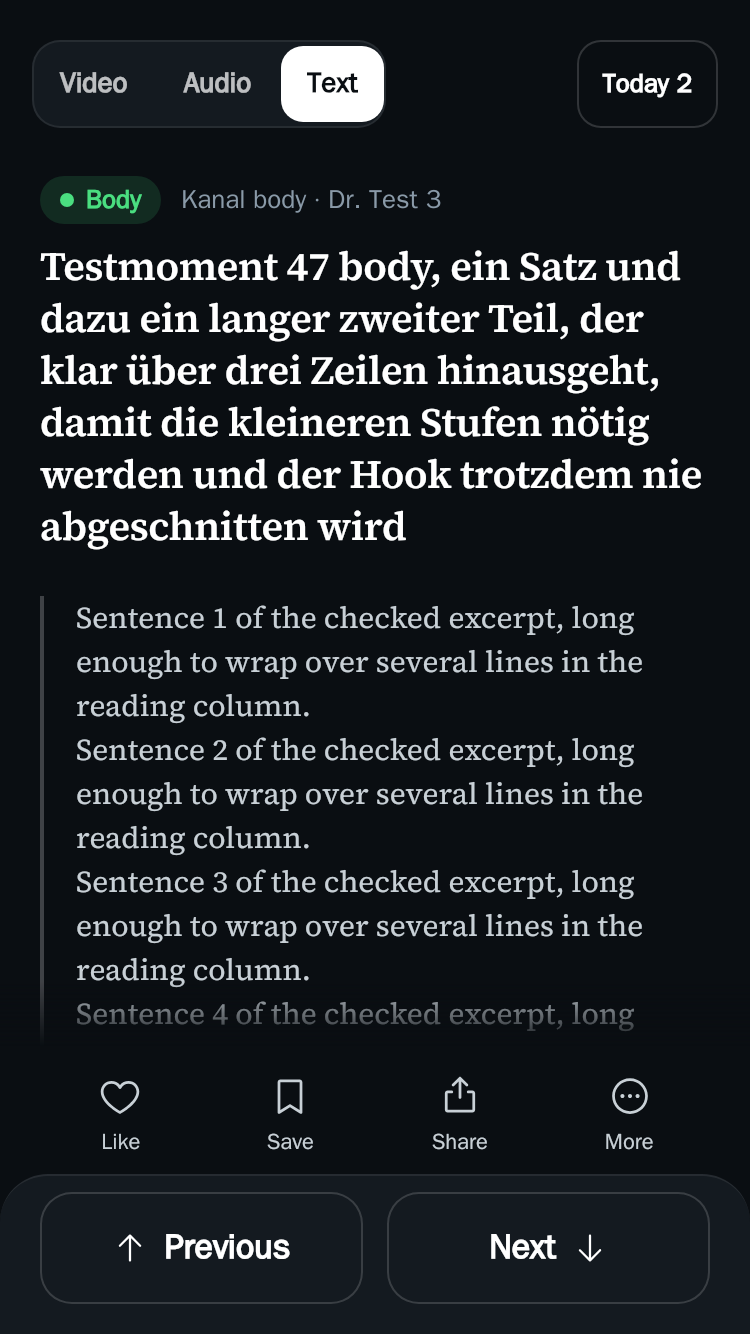 Video Audio Text Today 2
Body Kanal body · Dr. Test 3
Testmoment 47 body, ein Satz und
dazu ein langer zweiter Teil, der
klar über drei Zeilen hinausgeht,
damit die kleineren Stufen nötig
werden und der Hook trotzdem nie
abgeschnitten wird
Sentence 1 of the checked excerpt, long
enough to wrap over several lines in the
reading column.
Sentence 2 of the checked excerpt, long
enough to wrap over several lines in the
reading column.
Sentence 3 of the checked excerpt, long
enough to wrap over several lines in the
reading column.
Sentence 4 of the checked excerpt, long
Like Save Share More
Previous Next